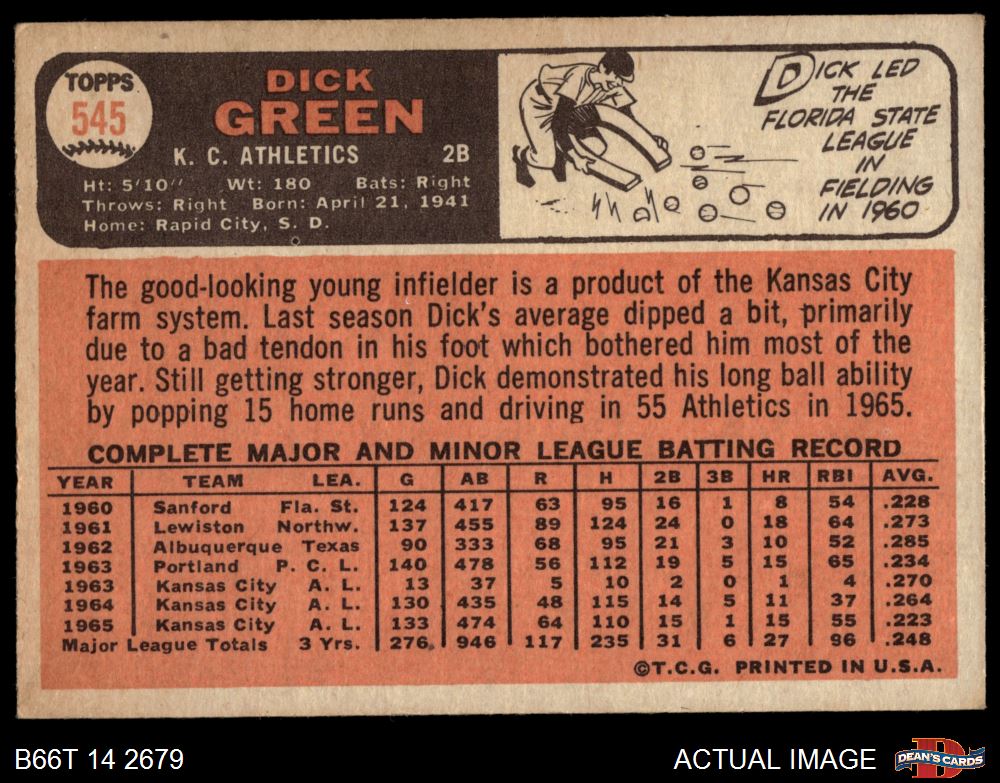 TOPPS
545
DICK
GREEN
K. C. ATHLETICS 2B
Ht: 5'10" Wt: 180 Bats: Right
Throws: Right Born: April 21, 1941
Home: Rapid City, S. D.
DICK LED
THE
FLORIDA STATE
LEAGUE
IN
FIELDING
IN 1960
The good-looking young infielder is a product of the Kansas City
farm system. Last season Dick's average dipped a bit, primarily
due to a bad tendon in his foot which bothered him most of the
year. Still getting stronger, Dick demonstrated his long ball ability
by popping 15 home runs and driving in 55 Athletics in 1965.
COMPLETE MAJOR AND MINOR LEAGUE BATTING RECORD
YEAR TEAM LEA. G AB R H 2B 3B HR RBI AVG.
1960 Sanford Fla. St. 124 417 63 95 16 1 8 54 .228
1961 Lewiston Northw. 137 455 89 124 24 0 18 64 .273
1962 Albuquerque Texas 90 333 68 95 21 3 10 52 .285
1963 Portland P. C. L. 140 478 56 112 19 5 15 65 .234
1963 Kansas City A. L. 13 37 5 10 2 0 1 4 .270
1964 Kansas City A. L. 130 435 48 115 14 5 11 37 .264
1965 Kansas City A. L. 133 474 64 110 15 1 15 55 .223
Major League Totals 3 Yrs. 276 946 117 235 31 6 27 96 .248
©T.C.G. PRINTED IN U.S.A.
B66T 14 2679 ACTUAL IMAGE
DEAN'S CARDS